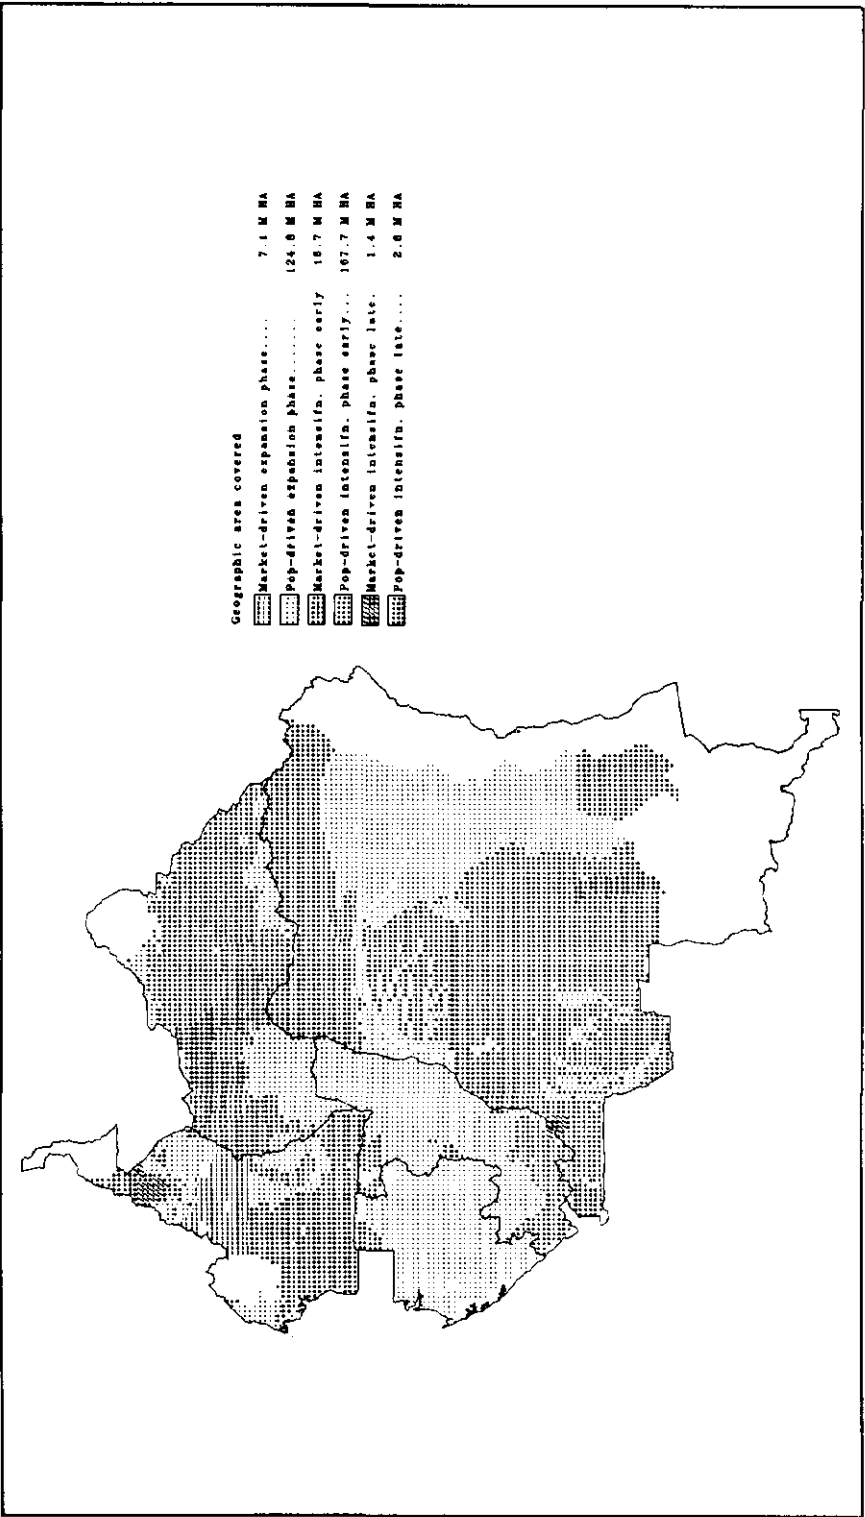 Geographic area covered
Market-driven expansion phase..... 7.1 M HA
Pop-driven expansion phase........ 124.8 M HA
Market-driven intensifn. phase early 18.7 M HA
Pop-driven intensifn. phase early... 167.7 M HA
Market-driven intensifn. phase late. 1.4 M HA
Pop-driven intensifn. phase late.... 2.6 M HA